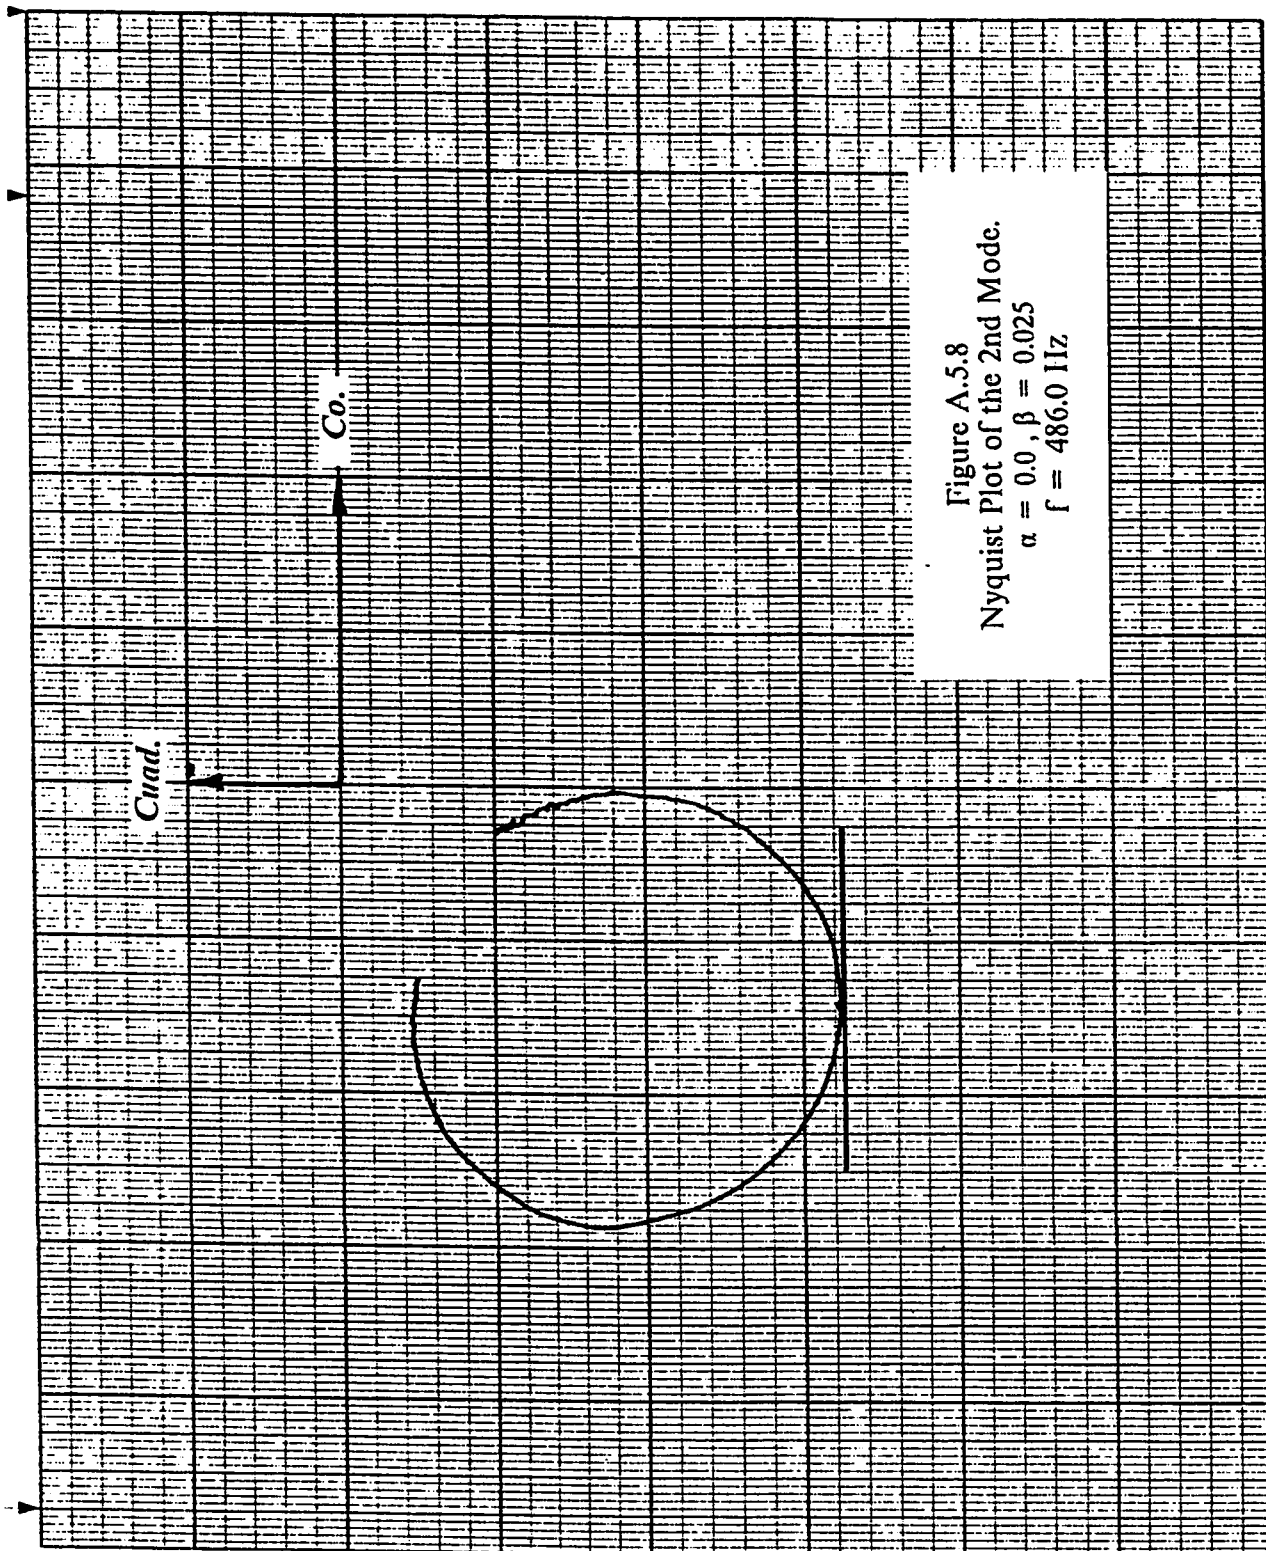 Cuad.
Co.
Figure A.5.8
Nyquist Plot of the 2nd Mode.
α = 0.0 , β = 0.025
f = 486.0 Hz